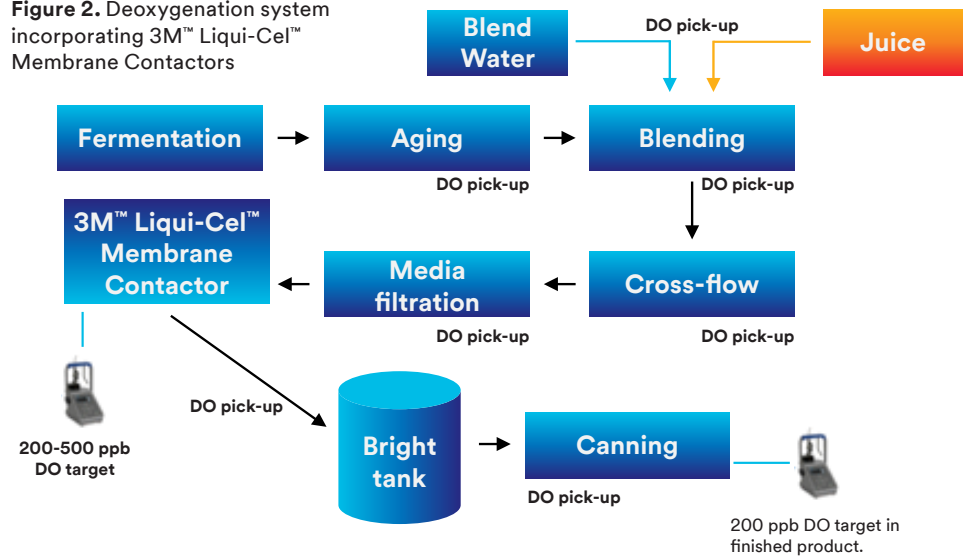 Figure 2. Deoxygenation system
incorporating 3M™ Liqui-Cel™
Membrane Contactors
Blend
Water
DO pick-up
Juice
Fermentation
Aging
Blending
DO pick-up
DO pick-up
3M™ Liqui-Cel™
Membrane
Contactor
Media
filtration
Cross-flow
DO pick-up
DO pick-up
DO pick-up
200-500 ppb
DO target
Bright
tank
Canning
DO pick-up
200 ppb DO target in
finished product.